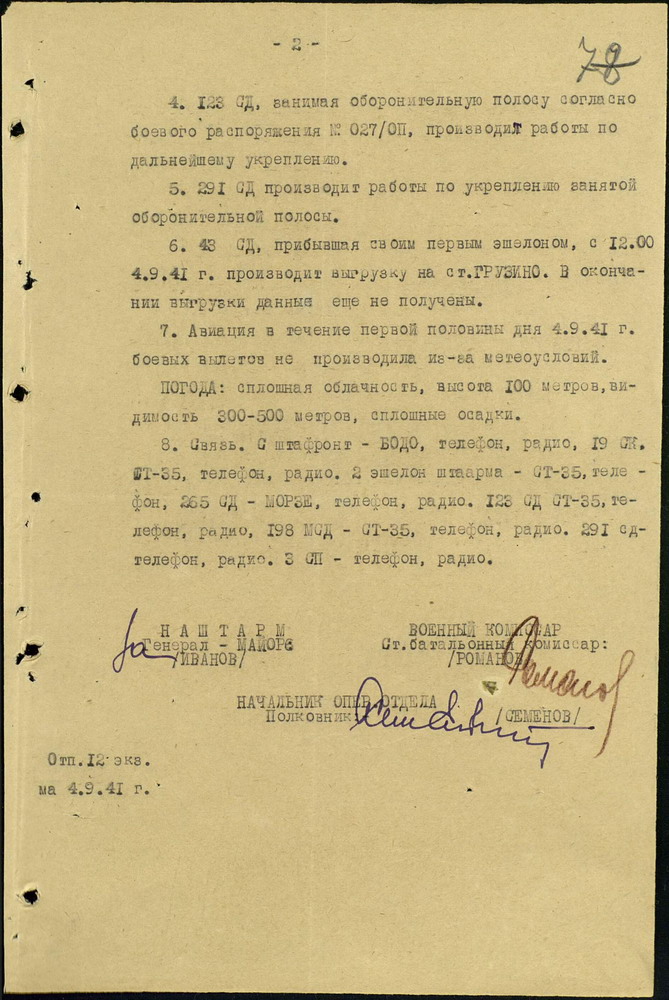 - 2 -
78
4. 123 СД, занимая оборонительную полосу согласно
боевого распоряжения № 027/ОП, производит работы по
дальнейшему укреплению.
5. 291 СД производит работы по укреплению занятой
оборонительной полосы.
6. 43 СД, прибывшая своим первым эшелоном, с 12.00
4.9.41 г. производит выгрузку на ст.ГРУЗИНО. В оконча-
нии выгрузки данные еще не получены.
7. Авиация в течение первой половины дня 4.9.41 г.
боевых вылетов не производила из-за метеоусловий.
ПОГОДА: сплошная облачность, высота 100 метров, ви-
димость 300-500 метров, сплошные осадки.
8. Связь. С штафронт - БОДО, телефон, радио, 19 СК.
СТ-35, телефон, радио. 2 эшелон штаарма - СТ-35, теле -
фон, 265 СД - МОРЗЕ, телефон, радио. 123 СД СТ-35, те-
лефон, радио, 198 МСД - СТ-35, телефон, радио. 291 сд-
телефон, радио. 3 СП - телефон, радио.
НАШТАРМ ВОЕННЫЙ КОМИССАР
За Генерал - МАЙОР: Ст.батальонный комиссар:
/ИВАНОВ/ /РОМАНОВ/
Романов
НАЧАЛЬНИК ОПЕР.ОТДЕЛА
Полковник /СЕМЕНОВ/
Отп.12 экз.
ма 4.9.41 г.